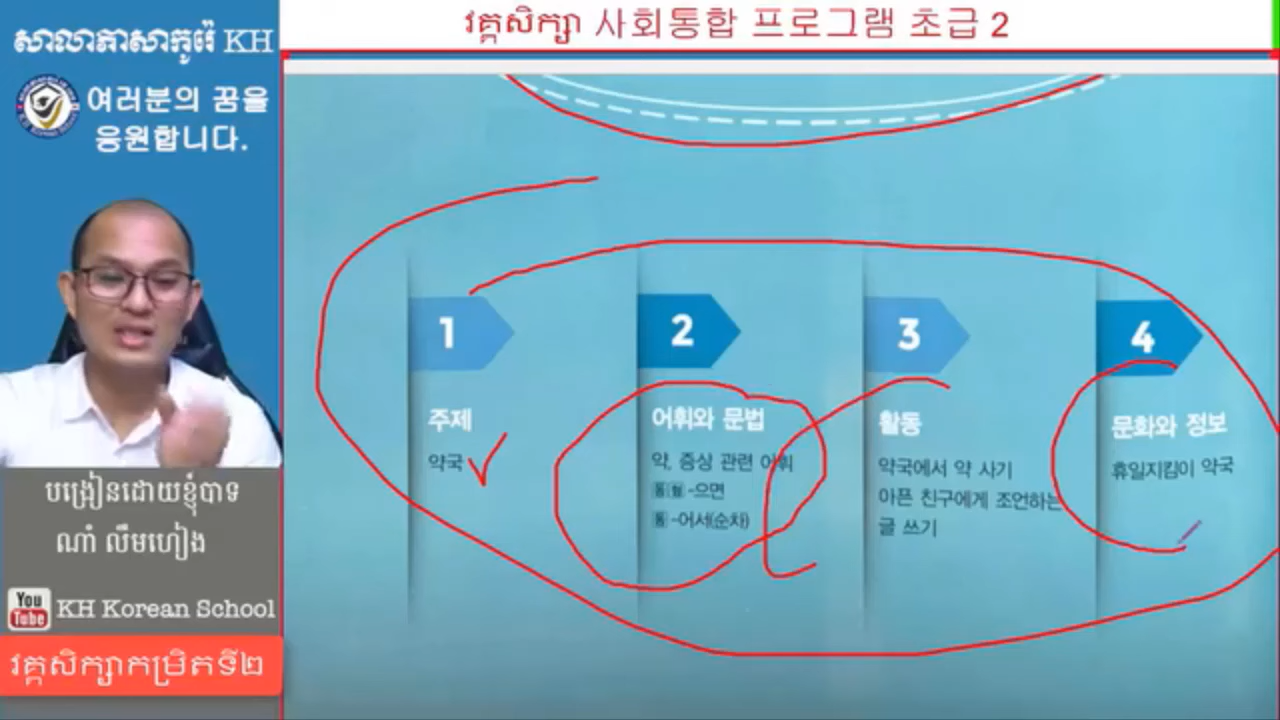 សាលាភាសាកូរ៉េ KH
여러분의 꿈을
응원합니다.
វគ្គសិក្សា 사회통합 프로그램 초급 2
1
주제
약국
2
어휘와 문법
약, 증상 관련 어휘
동형-으면
동-어서(순차)
3
활동
약국에서 약 사기
아픈 친구에게 조언하는
글 쓰기
4
문화와 정보
휴일지킴이 약국
បង្រៀនដោយខ្ញុំបាទ
ណាំ លឹមហៀង
You
Tube
KH Korean School
វគ្គសិក្សាកម្រិតទី២